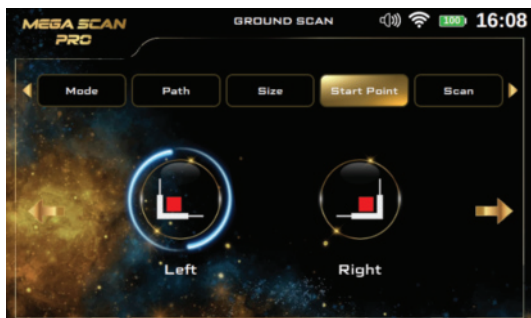 MEGA SCAN
PRO
GROUND SCAN
100
16:08
Mode
Path
Size
Start Point
Scan
Left
Right